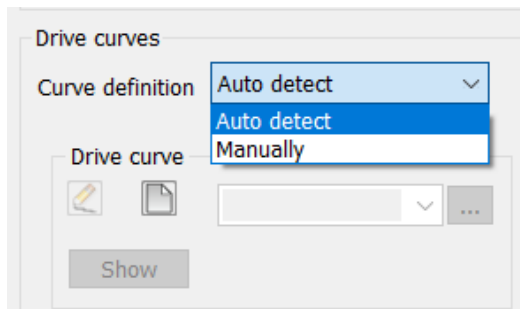 Drive curves
Curve definition Auto detect
Auto detect
Manually
Drive curve
...
Show